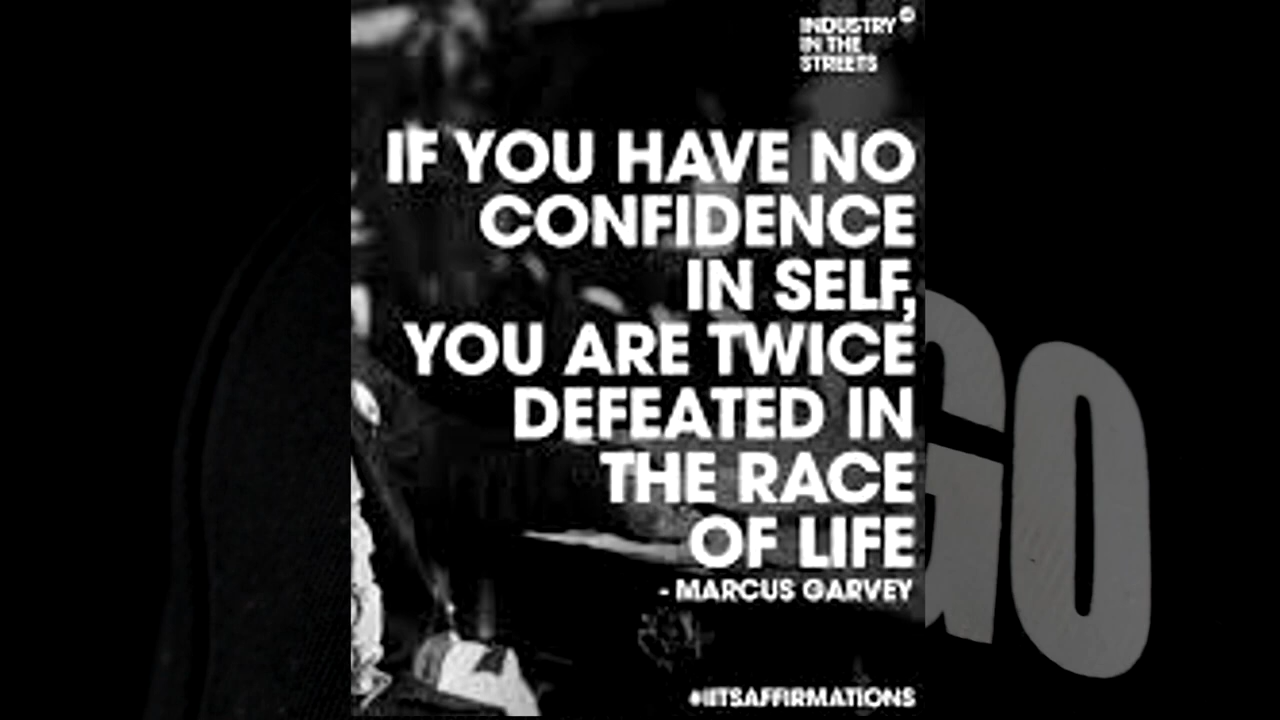 INDUSTRY
IN THE
STREETS
IF YOU HAVE NO
CONFIDENCE
IN SELF,
YOU ARE TWICE
DEFEATED IN
THE RACE
OF LIFE
- MARCUS GARVEY
#IITSAFFIRMATIONS
GO